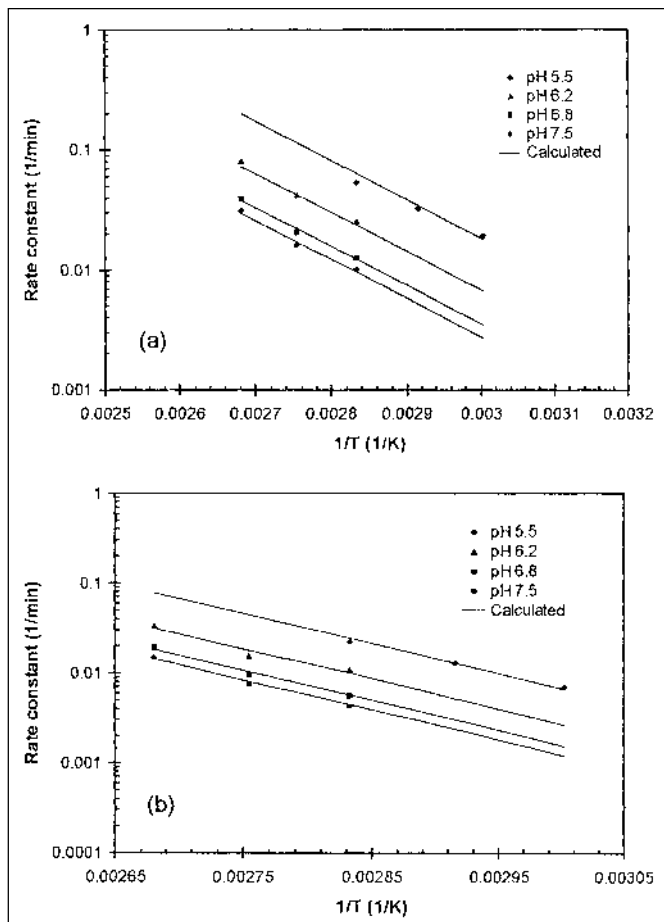 1
pH 5.5
pH 6.2
pH 6.8
pH 7.5
Calculated
0.1
0.01
0.001
Rate constant (1/min)
(a)
0.0025 0.0026 0.0027 0.0028 0.0029 0.003 0.0031 0.0032
1/T (1/K)
1
pH 5.5
pH 6.2
pH 6.8
pH 7.5
Calculated
0.1
0.01
0.001
0.0001
Rate constant (1/min)
(b)
0.00265 0.00275 0.00285 0.00295 0.00305
1/T (1/K)